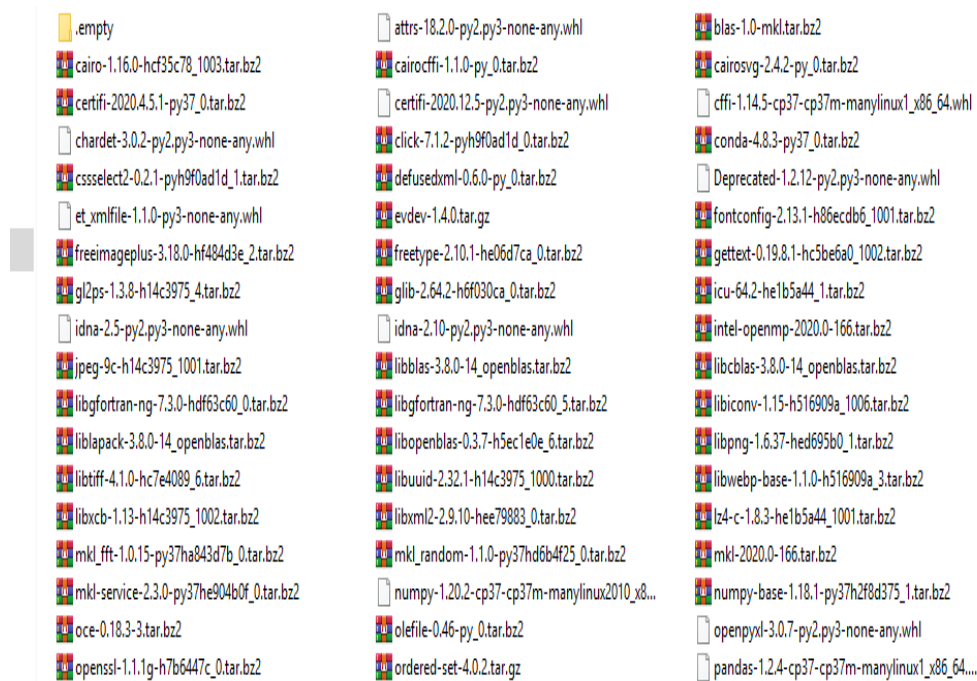 .empty
attrs-18.2.0-py2.py3-none-any.whl
blas-1.0-mkl.tar.bz2
cairo-1.16.0-hcf35c78_1003.tar.bz2
cairocffi-1.1.0-py_0.tar.bz2
cairosvg-2.4.2-py_0.tar.bz2
certifi-2020.4.5.1-py37_0.tar.bz2
certifi-2020.12.5-py2.py3-none-any.whl
cffi-1.14.5-cp37-cp37m-manylinux1_x86_64.whl
chardet-3.0.2-py2.py3-none-any.whl
click-7.1.2-pyh9f0ad1d_0.tar.bz2
conda-4.8.3-py37_0.tar.bz2
cssselect2-0.2.1-pyh9f0ad1d_1.tar.bz2
defusedxml-0.6.0-py_0.tar.bz2
Deprecated-1.2.12-py2.py3-none-any.whl
et_xmlfile-1.1.0-py3-none-any.whl
evdev-1.4.0.tar.gz
fontconfig-2.13.1-h86ecdb6_1001.tar.bz2
freeimageplus-3.18.0-hf484d3e_2.tar.bz2
freetype-2.10.1-he06d7ca_0.tar.bz2
gettext-0.19.8.1-hc5be6a0_1002.tar.bz2
gl2ps-1.3.8-h14c3975_4.tar.bz2
glib-2.64.2-h6f030ca_0.tar.bz2
icu-64.2-he1b5a44_1.tar.bz2
idna-2.5-py2.py3-none-any.whl
idna-2.10-py2.py3-none-any.whl
intel-openmp-2020.0-166.tar.bz2
jpeg-9c-h14c3975_1001.tar.bz2
libblas-3.8.0-14_openblas.tar.bz2
libcblas-3.8.0-14_openblas.tar.bz2
libgfortran-ng-7.3.0-hdf63c60_0.tar.bz2
libgfortran-ng-7.3.0-hdf63c60_5.tar.bz2
libiconv-1.15-h516909a_1006.tar.bz2
liblapack-3.8.0-14_openblas.tar.bz2
libopenblas-0.3.7-h5ec1e0e_6.tar.bz2
libpng-1.6.37-hed695b0_1.tar.bz2
libtiff-4.1.0-hc7e4089_6.tar.bz2
libuuid-2.32.1-h14c3975_1000.tar.bz2
libwebp-base-1.1.0-h516909a_3.tar.bz2
libxcb-1.13-h14c3975_1002.tar.bz2
libxml2-2.9.10-hee79883_0.tar.bz2
lz4-c-1.8.3-he1b5a44_1001.tar.bz2
mkl_fft-1.0.15-py37ha843d7b_0.tar.bz2
mkl_random-1.1.0-py37hd6b4f25_0.tar.bz2
mkl-2020.0-166.tar.bz2
mkl-service-2.3.0-py37he904b0f_0.tar.bz2
numpy-1.20.2-cp37-cp37m-manylinux2010_x8...
numpy-base-1.18.1-py37h2f8d375_1.tar.bz2
oce-0.18.3-3.tar.bz2
olefile-0.46-py_0.tar.bz2
openpyxl-3.0.7-py2.py3-none-any.whl
openssl-1.1.1g-h7b6447c_0.tar.bz2
ordered-set-4.0.2.tar.gz
pandas-1.2.4-cp37-cp37m-manylinux1_x86_64....